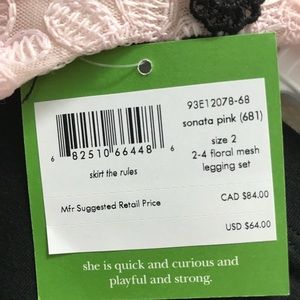 93E12078-68
sonata pink (681)
6 82510 66448 6
size 2
2-4 floral mesh
legging set
skirt the rules
Mfr Suggested Retail Price
CAD $84.00
USD $64.00
she is quick and curious and
playful and strong.